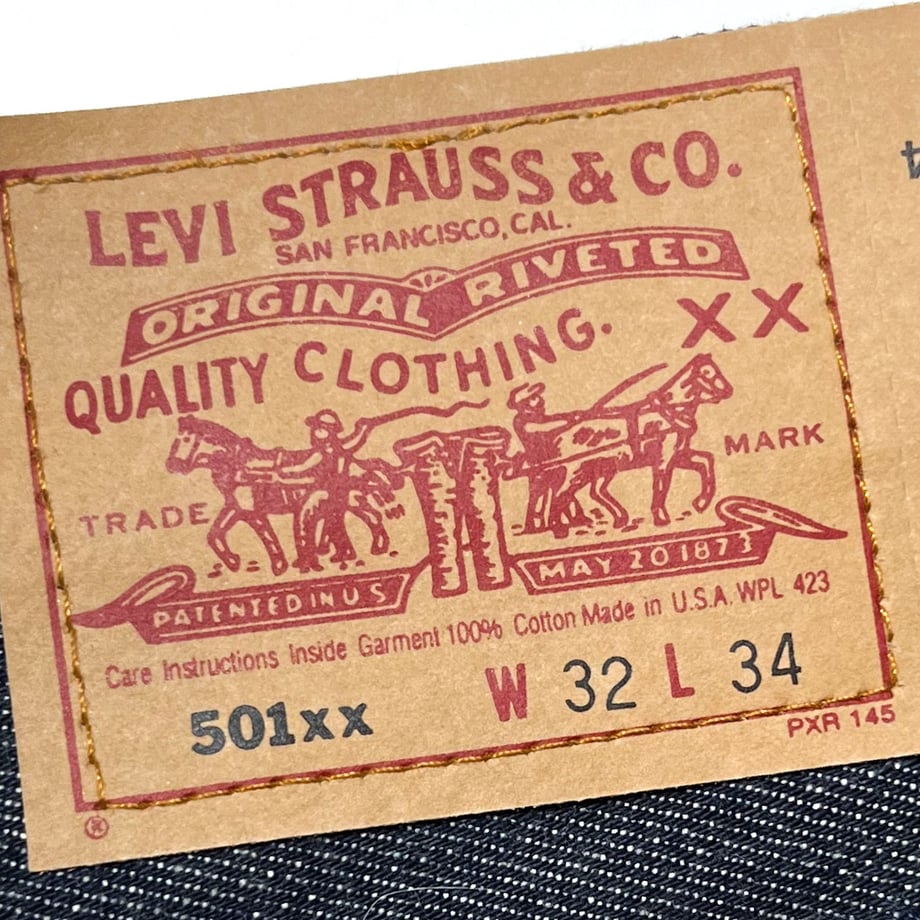 LEVI STRAUSS & CO.
SAN FRANCISCO, CAL.
ORIGINAL RIVETED
QUALITY CLOTHING.
XX
TRADE MARK
PATENTED IN U S
MAY 20 1873
Care Instructions Inside Garment 100% Cotton Made in U.S.A. WPL 423
501xx W 32 L 34
PXR 145
®
4